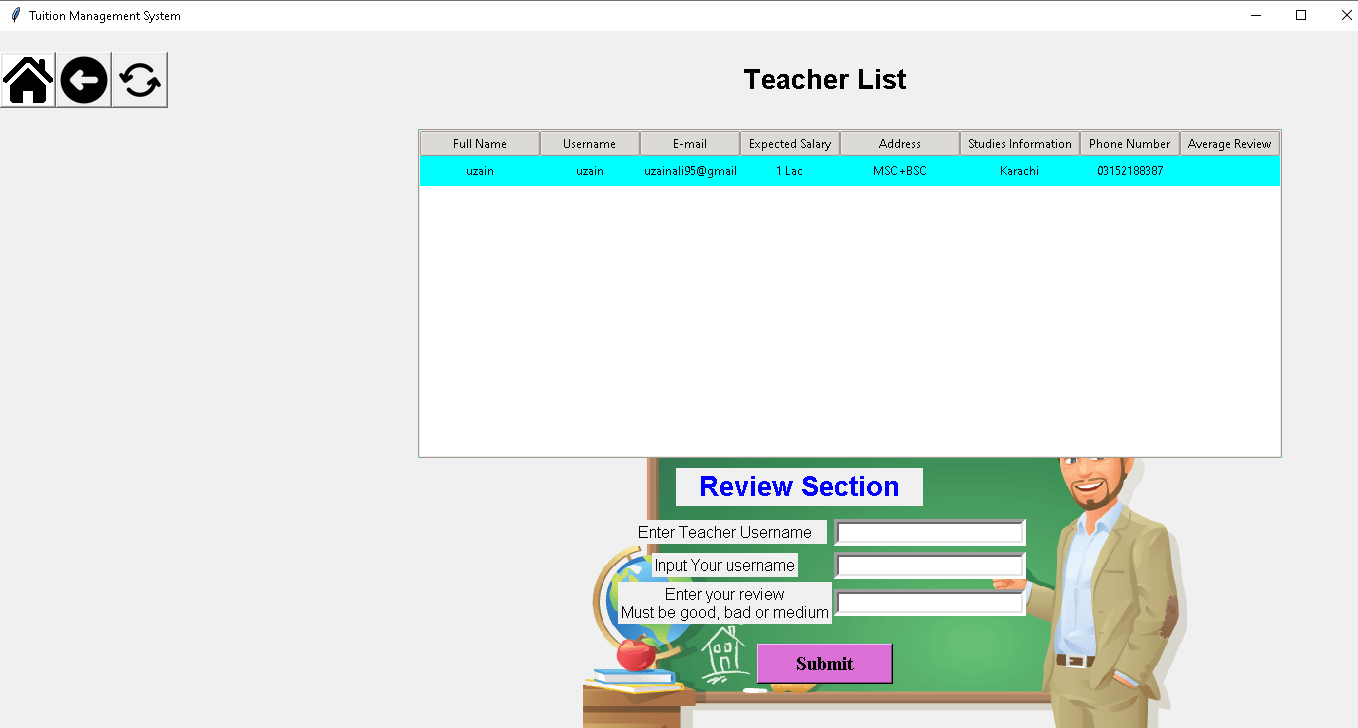 Tuition Management System
Teacher List
Full Name Username E-mail Expected Salary Address Studies Information Phone Number Average Review
uzain uzain uzainali95@gmail 1 Lac MSC+BSC Karachi 03152188387
Review Section
Enter Teacher Username
Input Your username
Enter your review
Must be good, bad or medium
Submit